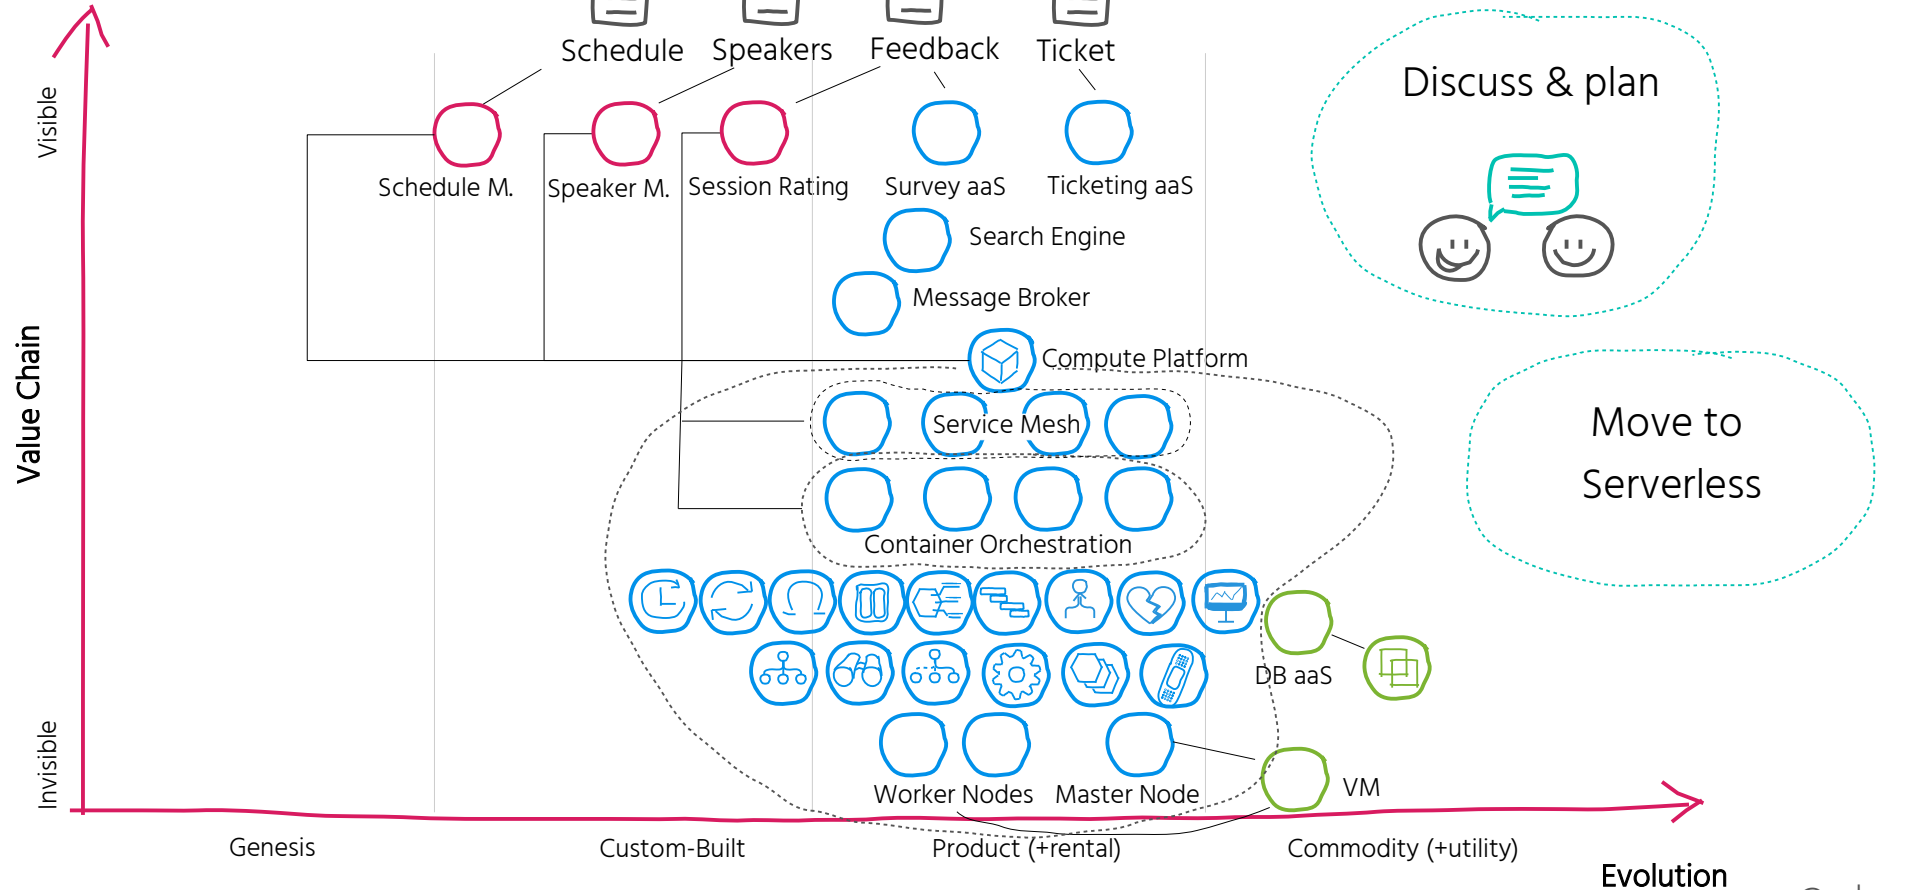 Schedule
Speakers
Feedback
Ticket
Discuss & plan
Visible
Schedule M.
Speaker M.
Session Rating
Survey aaS
Ticketing aaS
Search Engine
Message Broker
Compute Platform
Value Chain
Service Mesh
Move to
Serverless
Container Orchestration
DB aaS
Invisible
Worker Nodes
Master Node
VM
Genesis
Custom-Built
Product (+rental)
Commodity (+utility)
Evolution